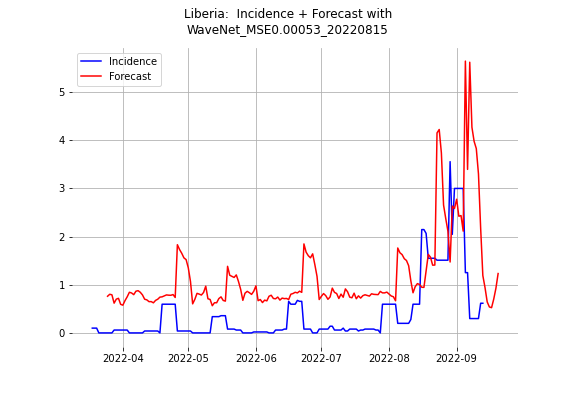 Liberia:  Incidence + Forecast with
WaveNet_MSE0.00053_20220815
Incidence
Forecast
5
4
3
2
1
0
2022-04 2022-05 2022-06 2022-07 2022-08 2022-09